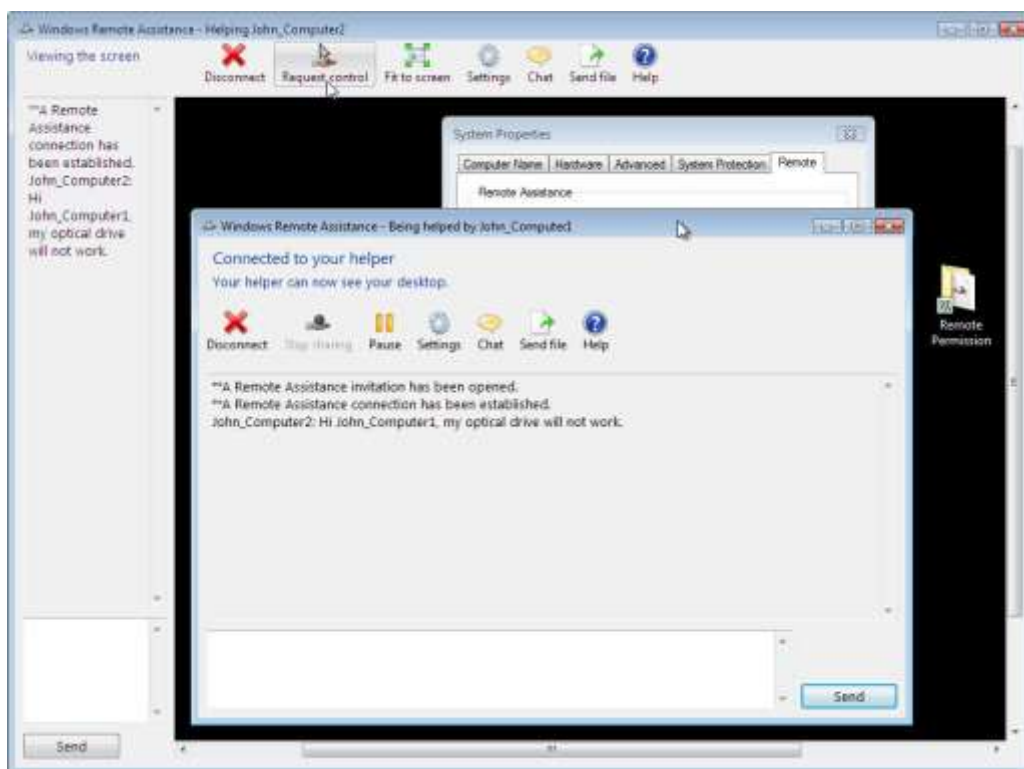 Windows Remote Assistance - Helping John_Computer2
Viewing the screen
Disconnect Request control Fit to screen Settings Chat Send file Help
**A Remote
Assistance
connection has
been established.
John_Computer2:
Hi
John_Computer1,
my optical drive
will not work.
System Properties
Computer Name Hardware Advanced System Protection Remote
Remote Assistance
Windows Remote Assistance - Being helped by John_Computer1
Connected to your helper
Your helper can now see your desktop.
Disconnect Stop sharing Pause Settings Chat Send file Help
**A Remote Assistance invitation has been opened.
**A Remote Assistance connection has been established.
John_Computer2: Hi John_Computer1, my optical drive will not work.
Remote
Permission
Send
Send